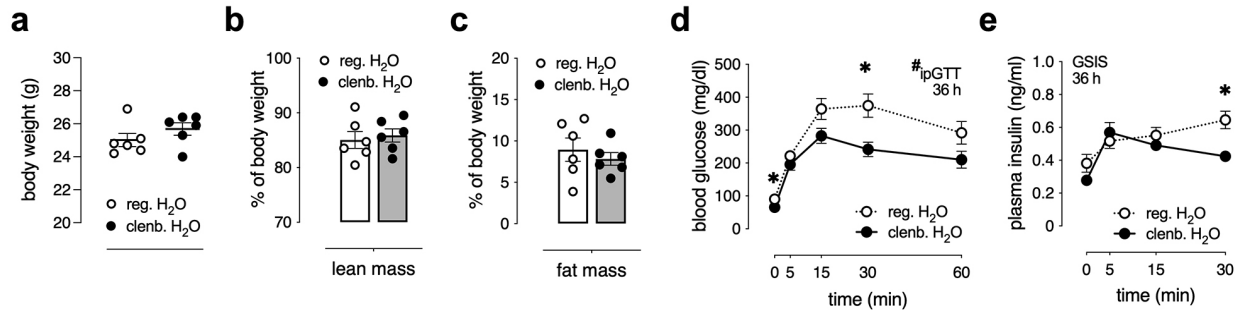 a
body weight (g)
30
28
26
24
22
20
reg. H2O
clenb. H2O
b
% of body weight
100
90
80
70
reg. H2O
clenb. H2O
lean mass
c
% of body weight
20
15
10
5
0
reg. H2O
clenb. H2O
fat mass
d
blood glucose (mg/dl)
500
400
300
200
100
0
*
*
#ipGTT
36 h
reg. H2O
clenb. H2O
0 5 15 30 60
time (min)
e
plasma insulin (ng/ml)
1.0
0.8
0.6
0.4
0.2
0
GSIS
36 h
*
reg. H2O
clenb. H2O
0 5 15 30
time (min)